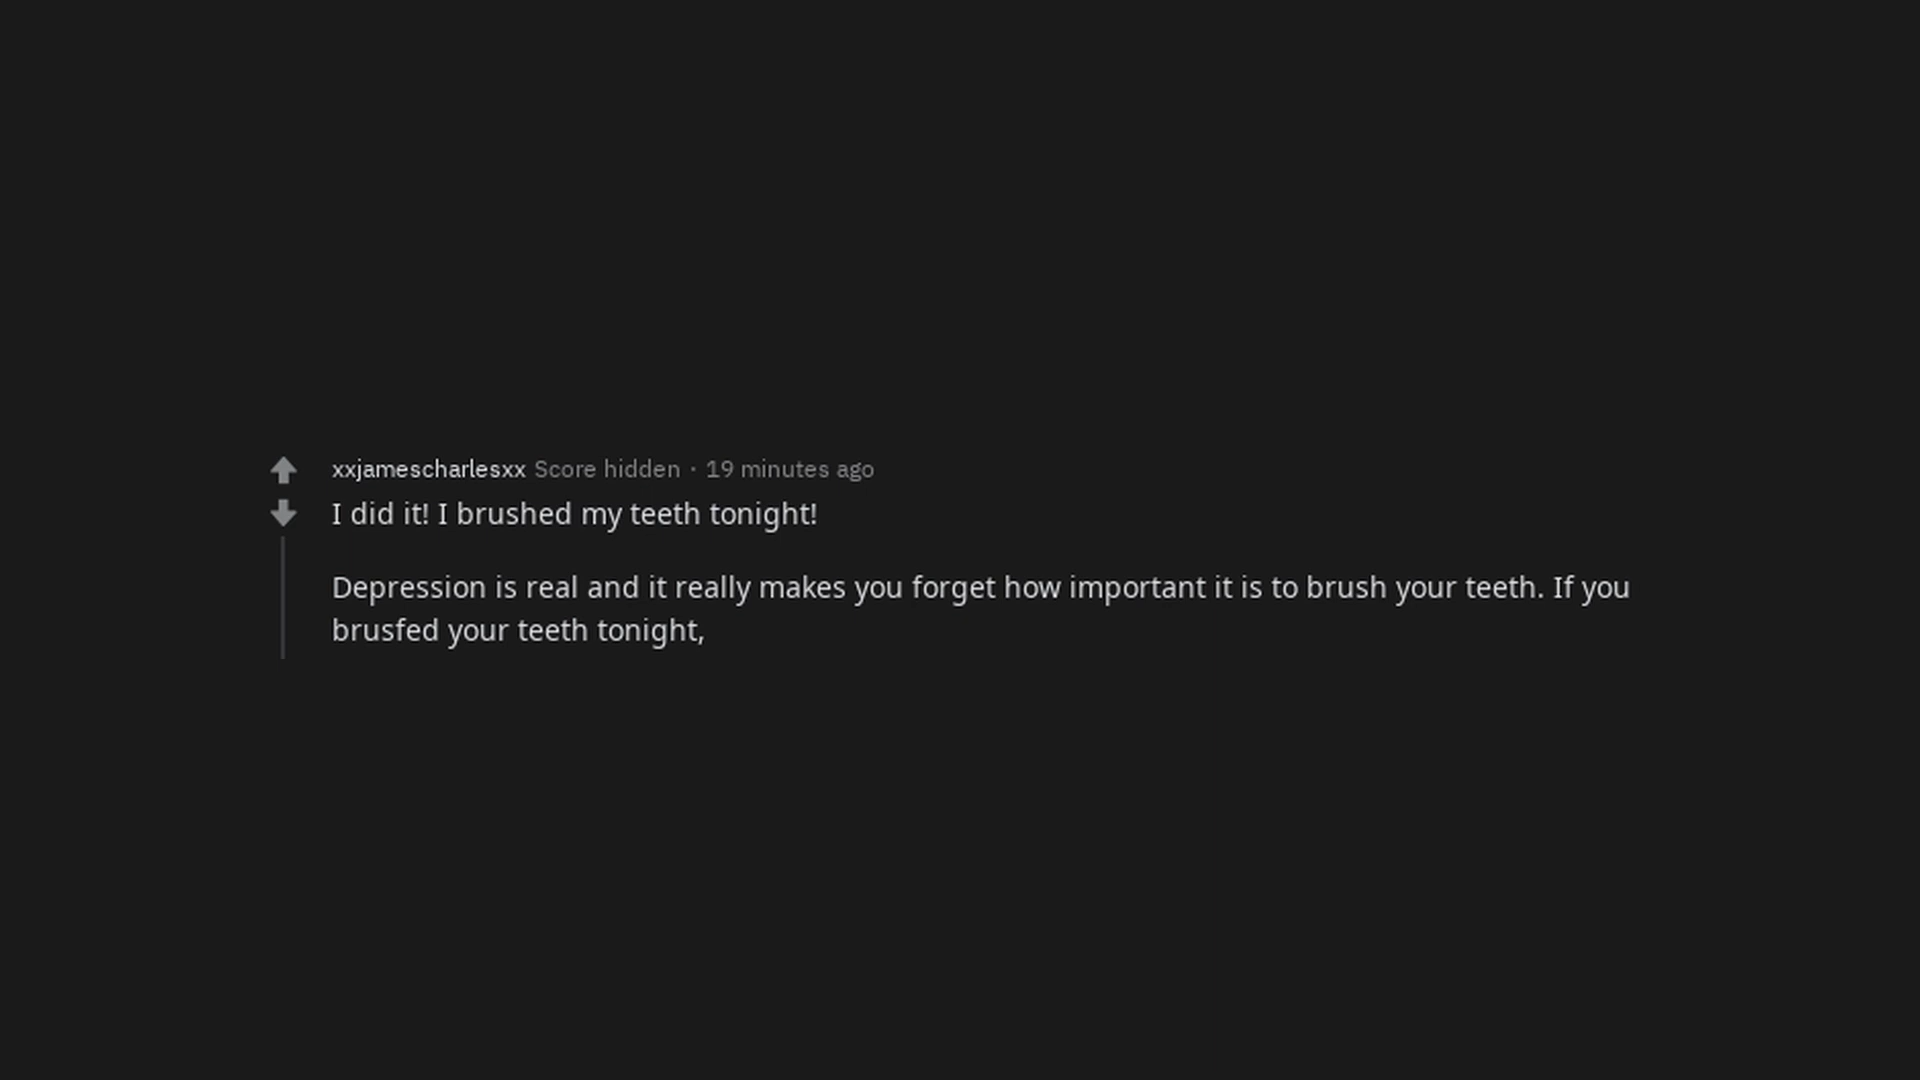 xxjamescharlesxx Score hidden · 19 minutes ago
I did it! I brushed my teeth tonight!
Depression is real and it really makes you forget how important it is to brush your teeth. If you
brusfed your teeth tonight,